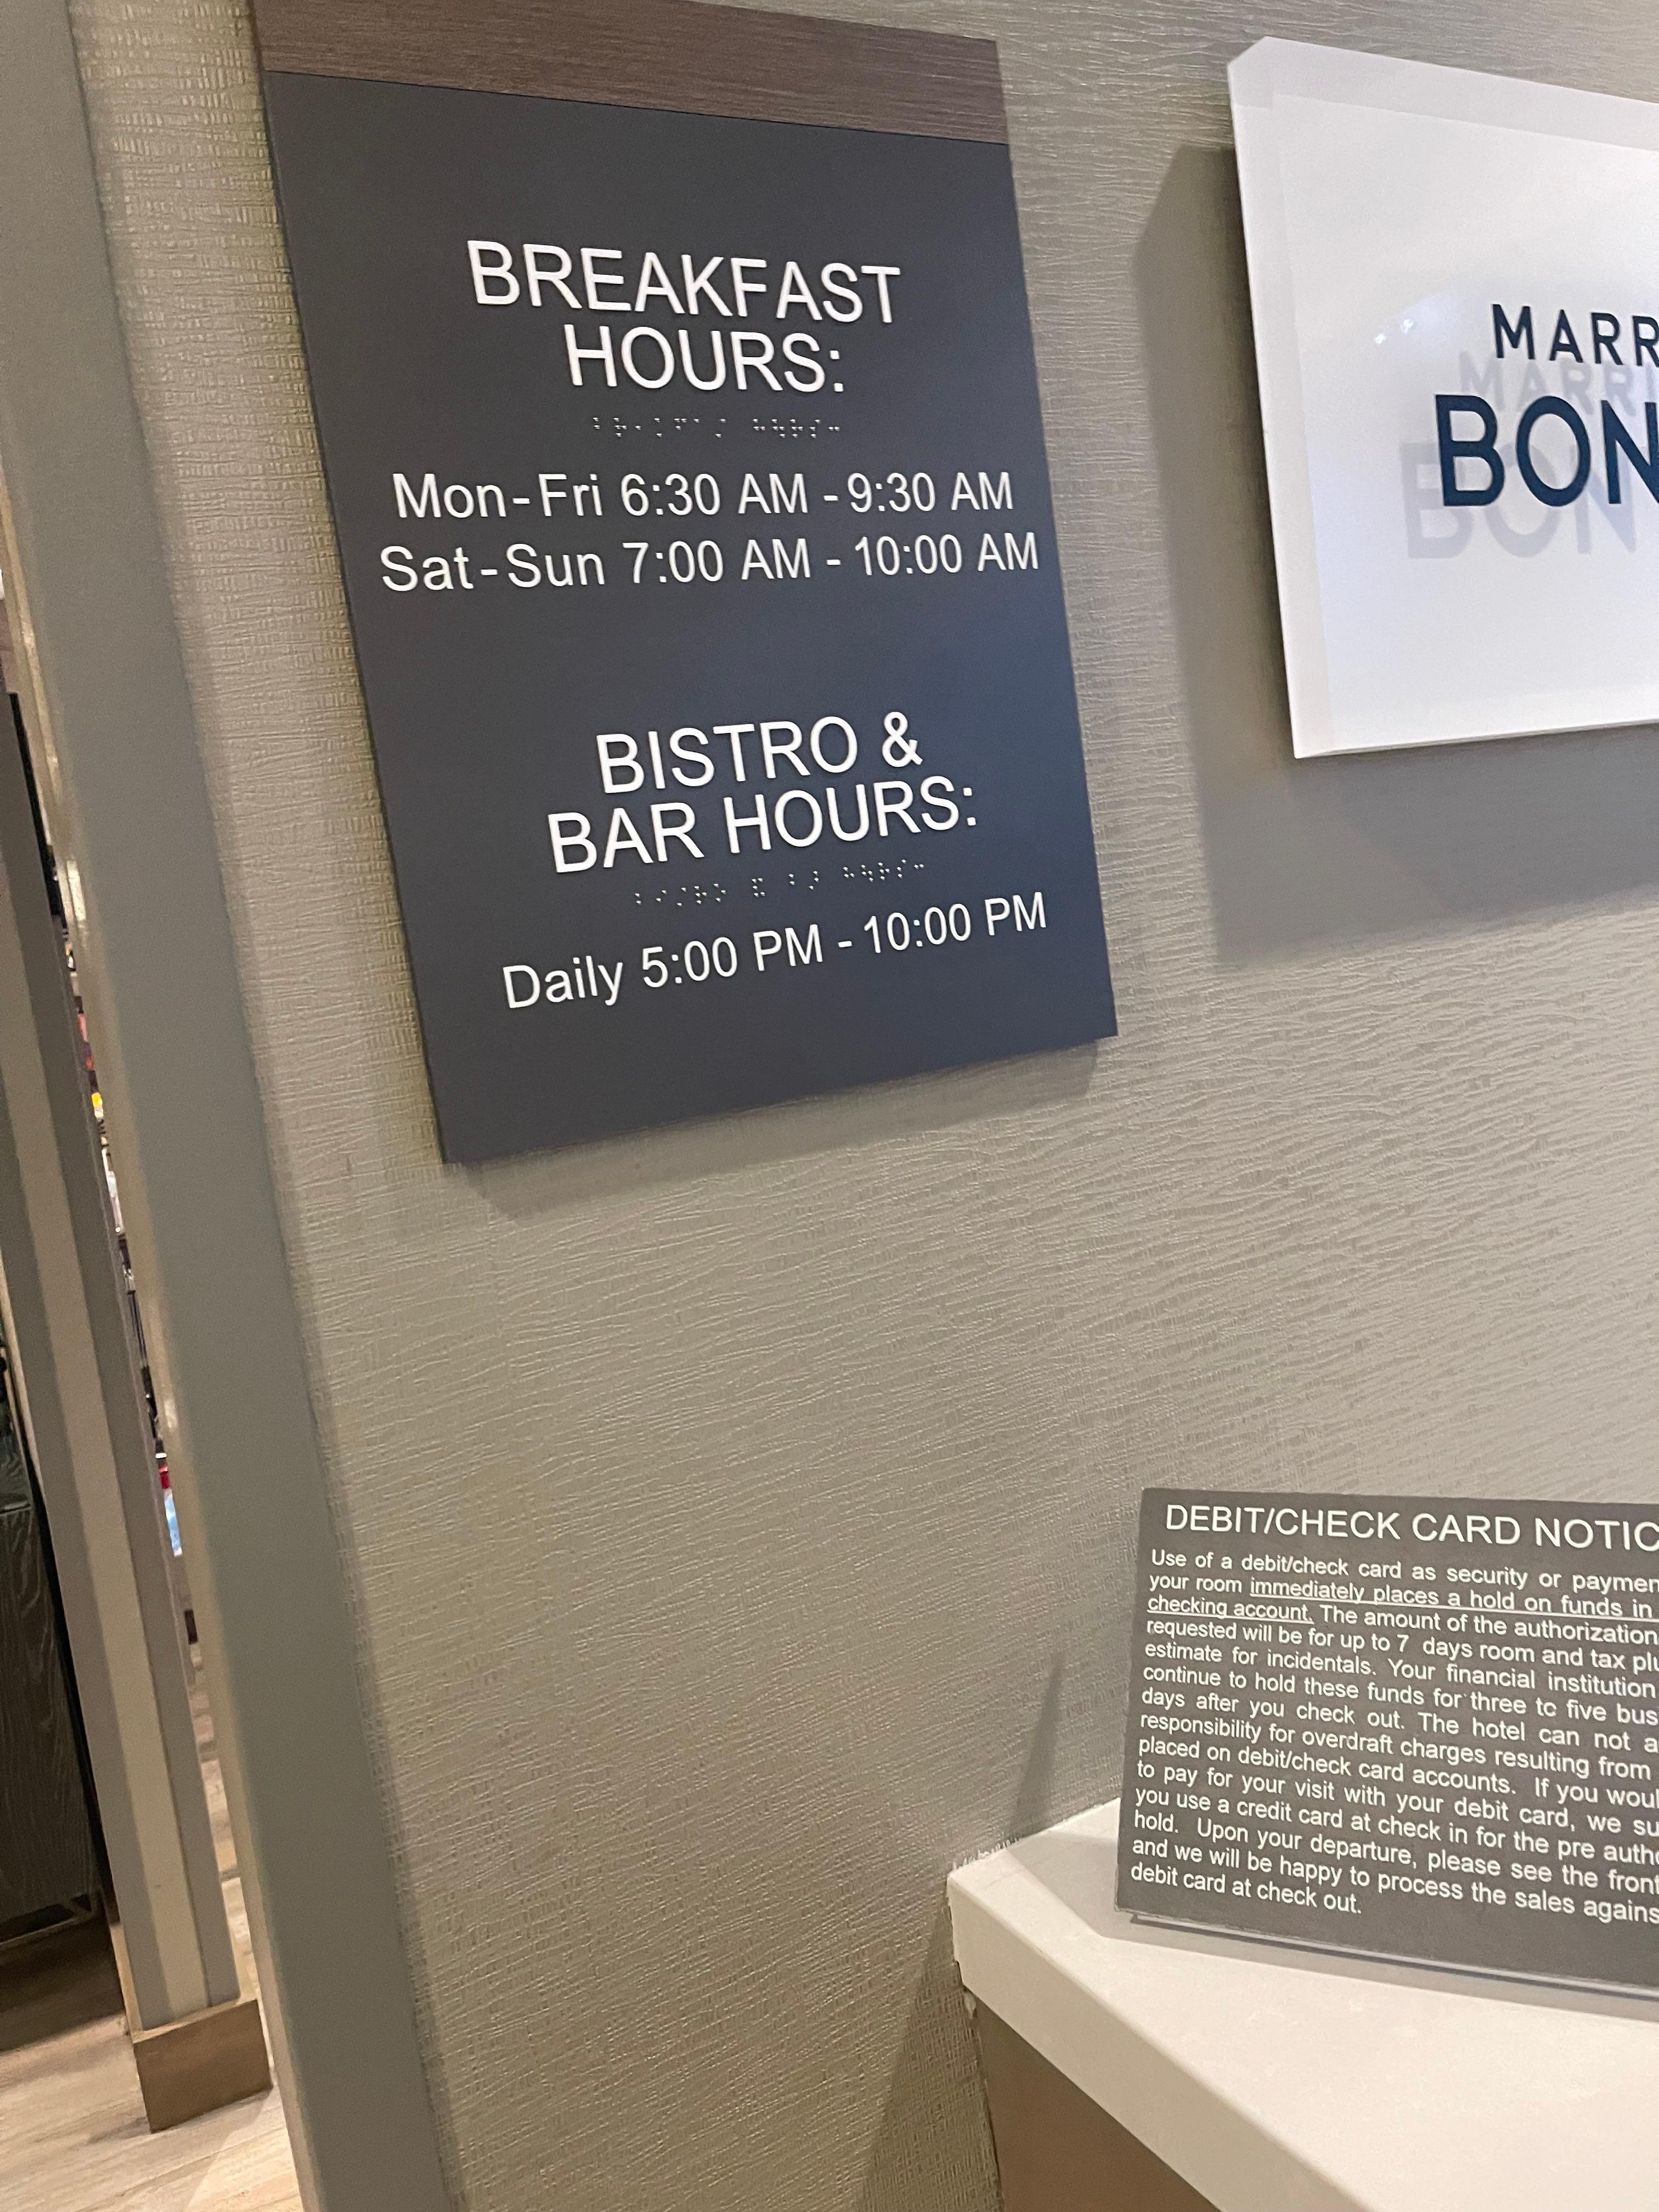 BREAKFAST
HOURS:
Mon-Fri 6:30 AM - 9:30 AM
Sat-Sun 7:00 AM - 10:00 AM
BISTRO &
BAR HOURS:
Daily 5:00 PM - 10:00 PM
MARR
BON
DEBIT/CHECK CARD NOTIC
Use of a debit/check card as security or paymen
your room immediately places a hold on funds in
checking account. The amount of the authorization
requested will be for up to 7 days room and tax plu
estimate for incidentals. Your financial institution
continue to hold these funds for three to five bus
days after you check out. The hotel can not a
responsibility for overdraft charges resulting from
placed on debit/check card accounts. If you woul
to pay for your visit with your debit card, we su
you use a credit card at check in for the pre autho
hold. Upon your departure, please see the front
and we will be happy to process the sales agains
debit card at check out.